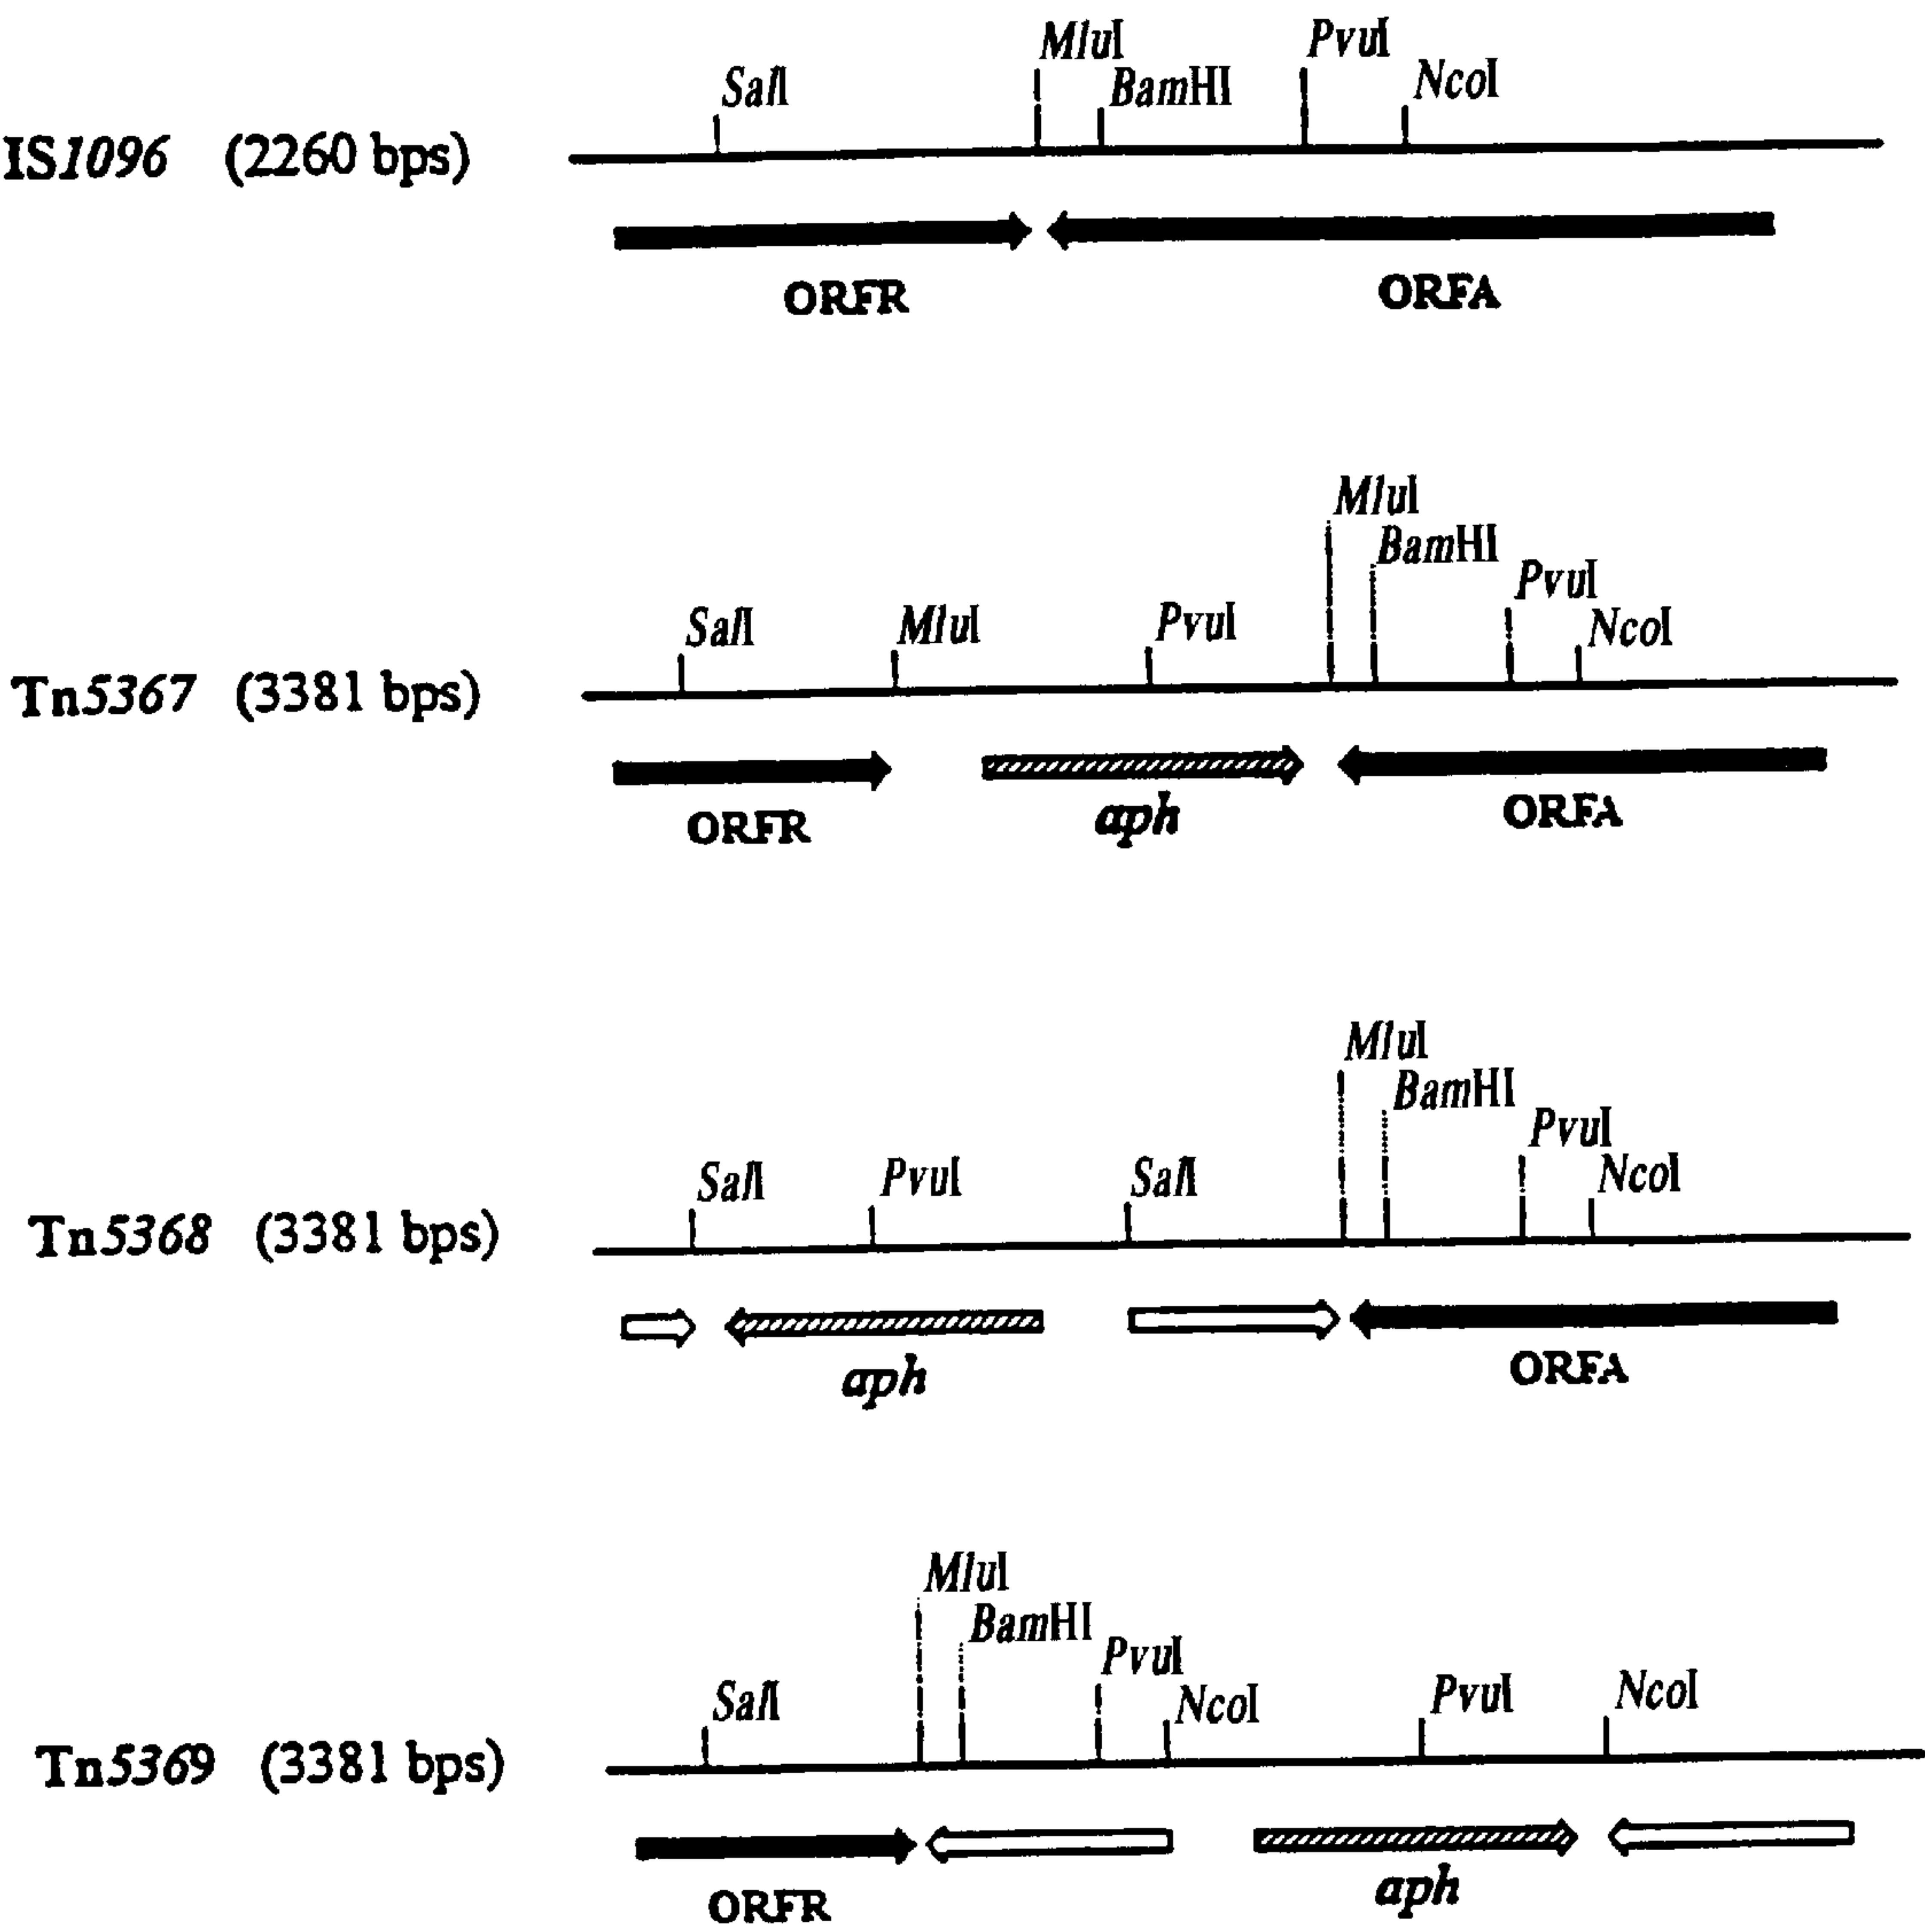 MluI
PvuI
SalI
BamHI
NcoI
IS1096 (2260 bps)
ORFR
ORFA
MluI
BamHI
PvuI
SalI
MluI
PvuI
NcoI
Tn5367 (3381 bps)
ORFR
aph
ORFA
MluI
BamHI
PvuI
SalI
PvuI
SalI
NcoI
Tn5368 (3381 bps)
aph
ORFA
MluI
BamHI
PvuI
SalI
NcoI
PvuI
NcoI
Tn5369 (3381 bps)
ORFR
aph